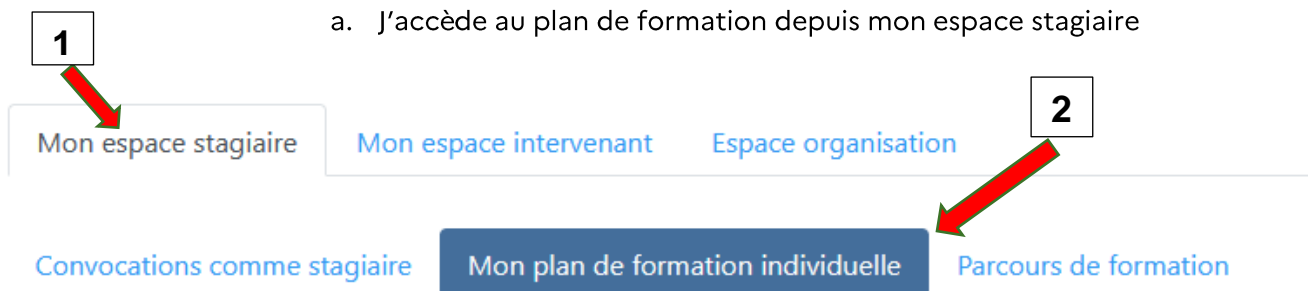 a. J’accède au plan de formation depuis mon espace stagiaire
1
2
Mon espace stagiaire Mon espace intervenant Espace organisation
Convocations comme stagiaire Mon plan de formation individuelle Parcours de formation